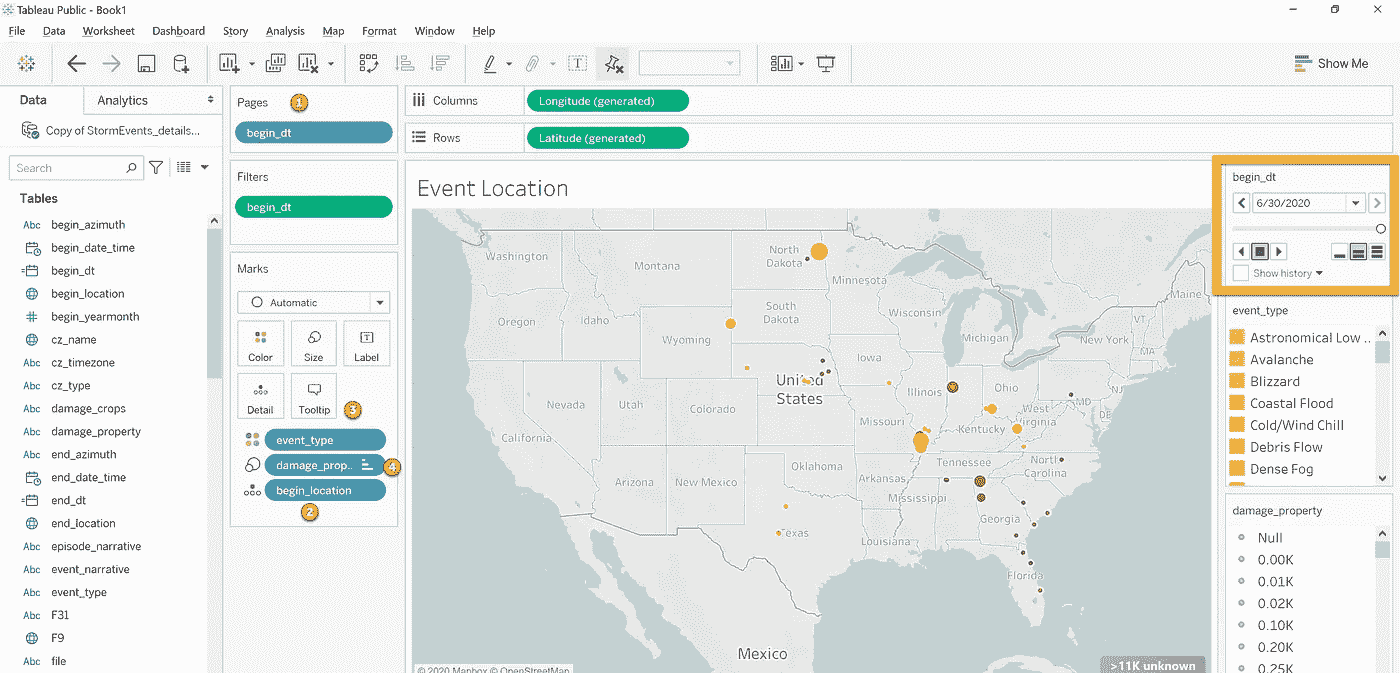 Tableau Public - Book1
File Data Worksheet Dashboard Story Analysis Map Format Window Help
Show Me
Data
Analytics
Copy of StormEvents_details...
Search
Tables
Abc begin_azimuth
begin_date_time
begin_dt
begin_location
# begin_yearmonth
cz_name
Abc cz_timezone
Abc cz_type
Abc damage_crops
Abc damage_property
Abc end_azimuth
end_date_time
end_dt
end_location
Abc episode_narrative
Abc event_narrative
Abc event_type
Abc F31
F9
Abc file
Pages 1
begin_dt
Filters
begin_dt
Marks
Automatic
Color Size Label
Detail Tooltip 3
event_type
damage_prop.. 4
begin_location
2
Columns Longitude (generated)
Rows Latitude (generated)
Event Location
Washington
Montana
North
Dakota
Minnesota
Maine
Oregon
Idaho
South
Dakota
Wisconsin
VT
Wyoming
Michigan
New York
MA
Iowa
Nevada
Utah
Colorado
United
States
Illinois
Ohio
MD
DE
West
Virginia
California
Missouri
Kentucky
Arizona
New Mexico
Oklahoma
Arkansas
Tennessee
North
Carolina
Mississippi
Georgia
Texas
Louisiana
Florida
Mexico
© 2020 Mapbox © OpenStreetMap
>11K unknown
begin_dt
6/30/2020
Show history
event_type
Astronomical Low ..
Avalanche
Blizzard
Coastal Flood
Cold/Wind Chill
Debris Flow
Dense Fog
damage_property
Null
0.00K
0.01K
0.02K
0.10K
0.20K
0.25K